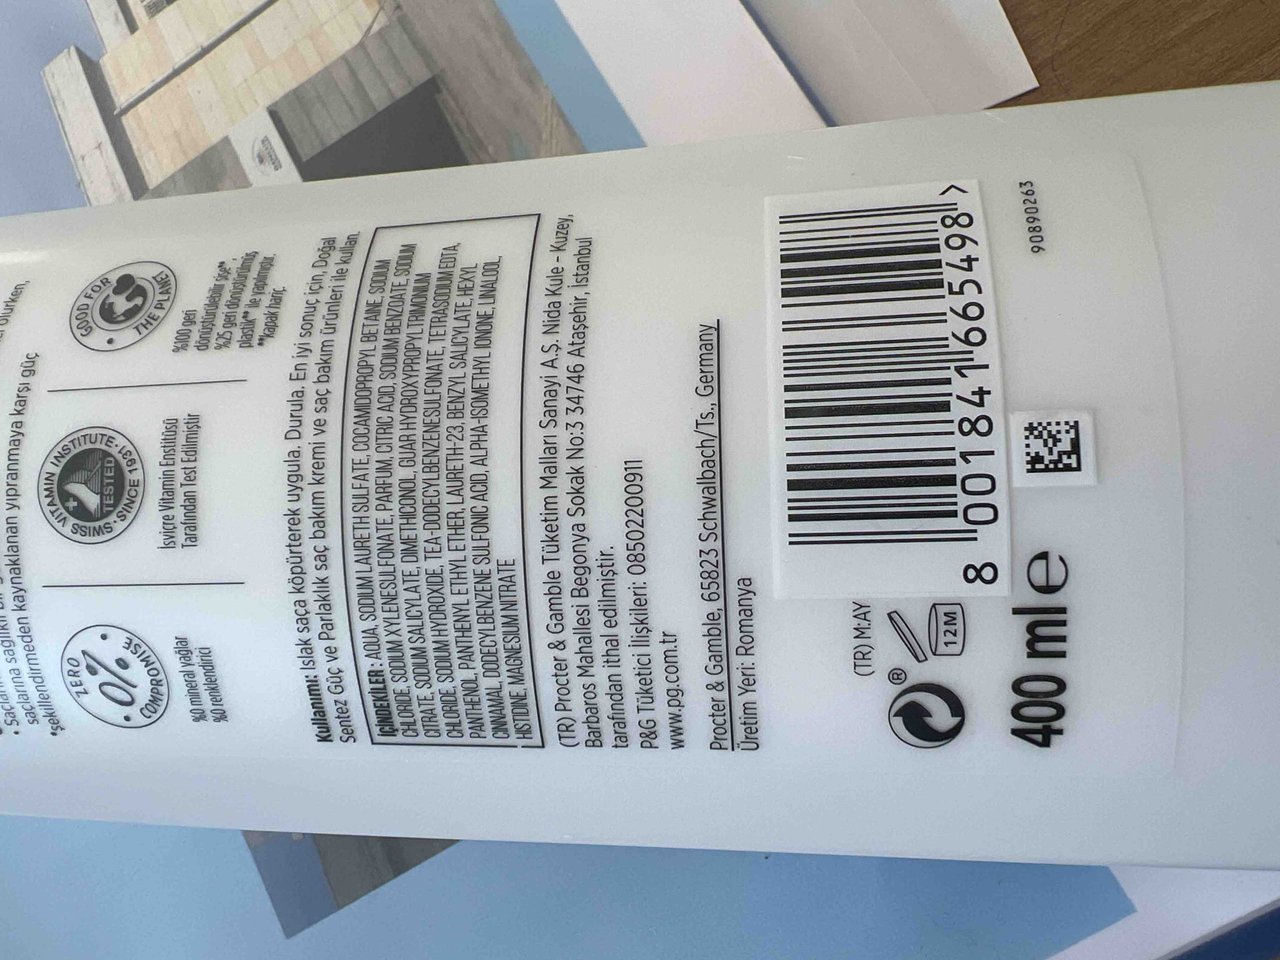 olurken,
saçlarına sağlıklı bir
saçlarına zarar vermeden kaynaklanan yıpranmaya karşı güç
*şekillendirmeden kaynaklanan yıpranmaya karşı güç
ZERO
•0%•
COMPROMISE
%0 mineral yağlar
%0 renklendirici
SWISS VITAMIN INSTITUTE
TESTED
SINCE 1931
İsviçre Vitamin Enstitüsü
Tarafından Test Edilmiştir
GOOD FOR
THE PLANET
%100 geri
dönüştürülebilir şişe**
%25 geri dönüştürülmüş
plastik** ile yapılmıştır.
**Kapak hariç.
Kullanımı: Islak saça köpürterek uygula. Durula. En iyi sonuç için, Doğal
Sentez Güç ve Parlaklık saç bakım kremi ve saç bakım ürünleri ile kullan.
İÇİNDEKİLER : AQUA, SODIUM LAURETH SULFATE, COCAMIDOPROPYL BETAINE, SODIUM
CHLORIDE, SODIUM XYLENESULFONATE, PARFUM, CITRIC ACID, SODIUM BENZOATE, SODIUM
CITRATE, SODIUM SALICYLATE, DIMETHICONOL, GUAR HYDROXYPROPYLTRIMONIUM
CHLORIDE, SODIUM HYDROXIDE, TEA-DODECYLBENZENESULFONATE, TETRASODIUM EDTA,
PANTHENOL, PANTHENYL ETHYL ETHER, LAURETH-23, BENZYL SALICYLATE, HEXYL
CINNAMAL, DODECYLBENZENE SULFONIC ACID, ALPHA-ISOMETHYL IONONE, LINALOOL,
HISTIDINE, MAGNESIUM NITRATE
(TR) Procter & Gamble Tüketim Malları Sanayi A.Ş. Nida Kule - Kuzey,
Barbaros Mahallesi Begonya Sokak No:3 34746 Ataşehir, İstanbul
tarafından ithal edilmiştir.
P&G Tüketici İlişkileri: 08502200911
www.pg.com.tr
Procter & Gamble, 65823 Schwalbach/Ts., Germany
Üretim Yeri: Romanya
(TR) M:AY
12M
®
8 001841 665498 >
400 ml e
90890263